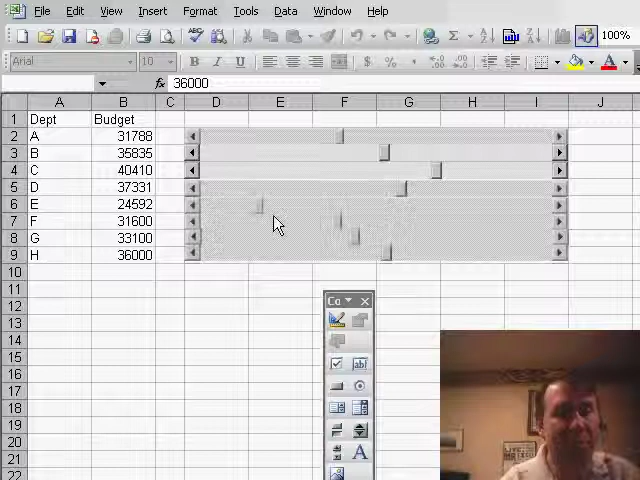 File Edit View Insert Format Tools Data Window Help
100%
Arial 10 B I U $ % , A
fx 36000
A B C D E F G H I J
1 Dept Budget
2 A 31788
3 B 35835
4 C 40410
5 D 37331
6 E 24592
7 F 31600
8 G 33100
9 H 36000
10
11
12 Co
13
14
15 ab
16
17
18
19
20 A
21
22